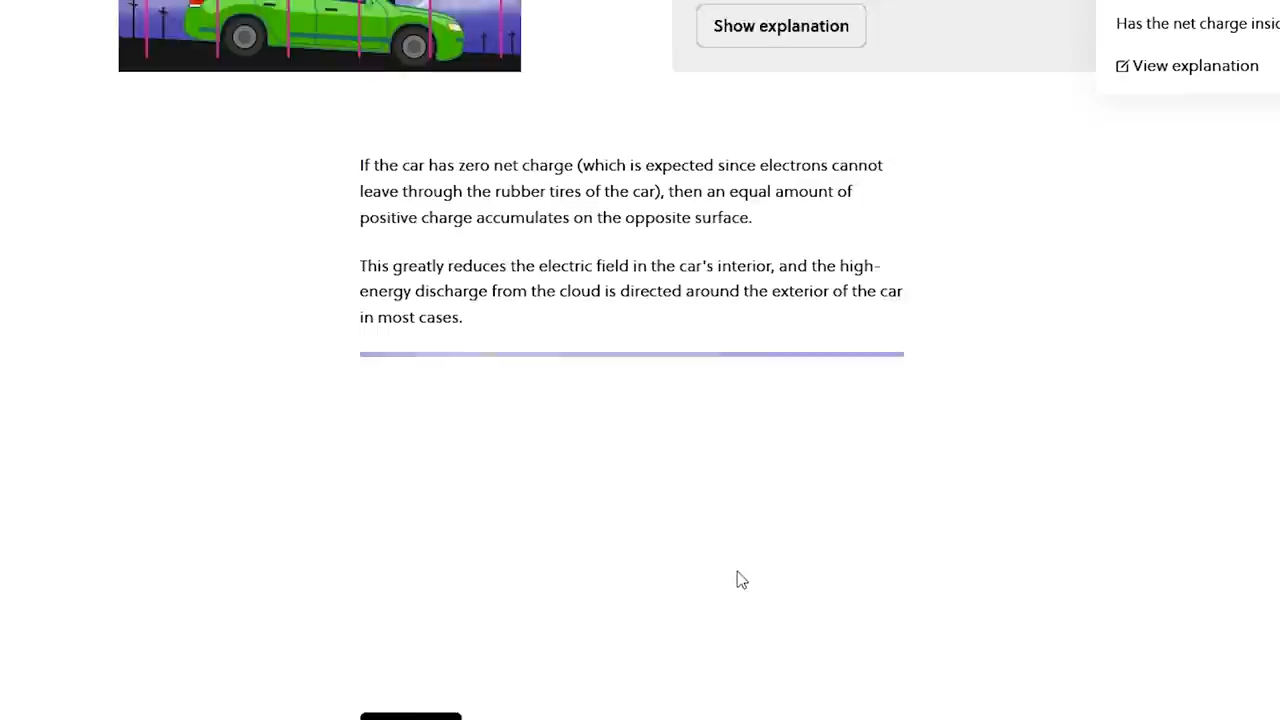 Show explanation
Has the net charge insi
View explanation
If the car has zero net charge (which is expected since electrons cannot
leave through the rubber tires of the car), then an equal amount of
positive charge accumulates on the opposite surface.
This greatly reduces the electric field in the car's interior, and the high-
energy discharge from the cloud is directed around the exterior of the car
in most cases.